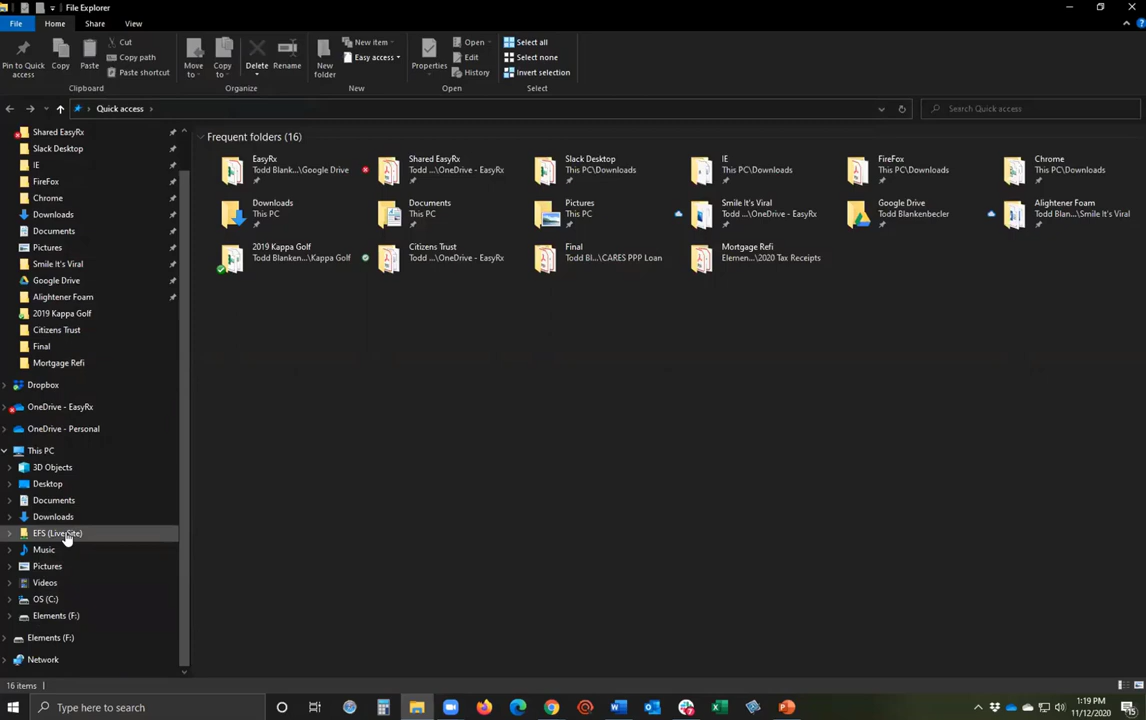 File Explorer
File
Home
Share
View
Pin to Quick access
Copy
Paste
Cut
Copy path
Paste shortcut
Move to
Copy to
Delete
Rename
New folder
New item
Easy access
Properties
Open
Edit
History
Select all
Select none
Invert selection
Clipboard
Organize
New
Open
Select
Quick access
Search Quick access
Shared EasyRx
Slack Desktop
IE
FireFox
Chrome
Downloads
Documents
Pictures
Smile It's Viral
Google Drive
Alightener Foam
2019 Kappa Golf
Citizens Trust
Final
Mortgage Refi
Dropbox
OneDrive - EasyRx
OneDrive - Personal
This PC
3D Objects
Desktop
Documents
Downloads
EFS (Live Site)
Music
Pictures
Videos
OS (C:)
Elements (F:)
Elements (F:)
Network
Frequent folders (16)
EasyRx
Todd Blank...\Google Drive
Shared EasyRx
Todd ...\OneDrive - EasyRx
Slack Desktop
This PC\Downloads
IE
This PC\Downloads
FireFox
This PC\Downloads
Chrome
This PC\Downloads
Downloads
This PC
Documents
This PC
Pictures
This PC
Smile It's Viral
Todd ...\OneDrive - EasyRx
Google Drive
Todd Blankenbecler
Alightener Foam
Todd Blan...\Smile It's Viral
2019 Kappa Golf
Todd Blanken...\Kappa Golf
Citizens Trust
Todd ...\OneDrive - EasyRx
Final
Todd Bl...\CARES PPP Loan
Mortgage Refi
Elemen...\2020 Tax Receipts
16 items
Type here to search
1:19 PM
11/12/2020
15